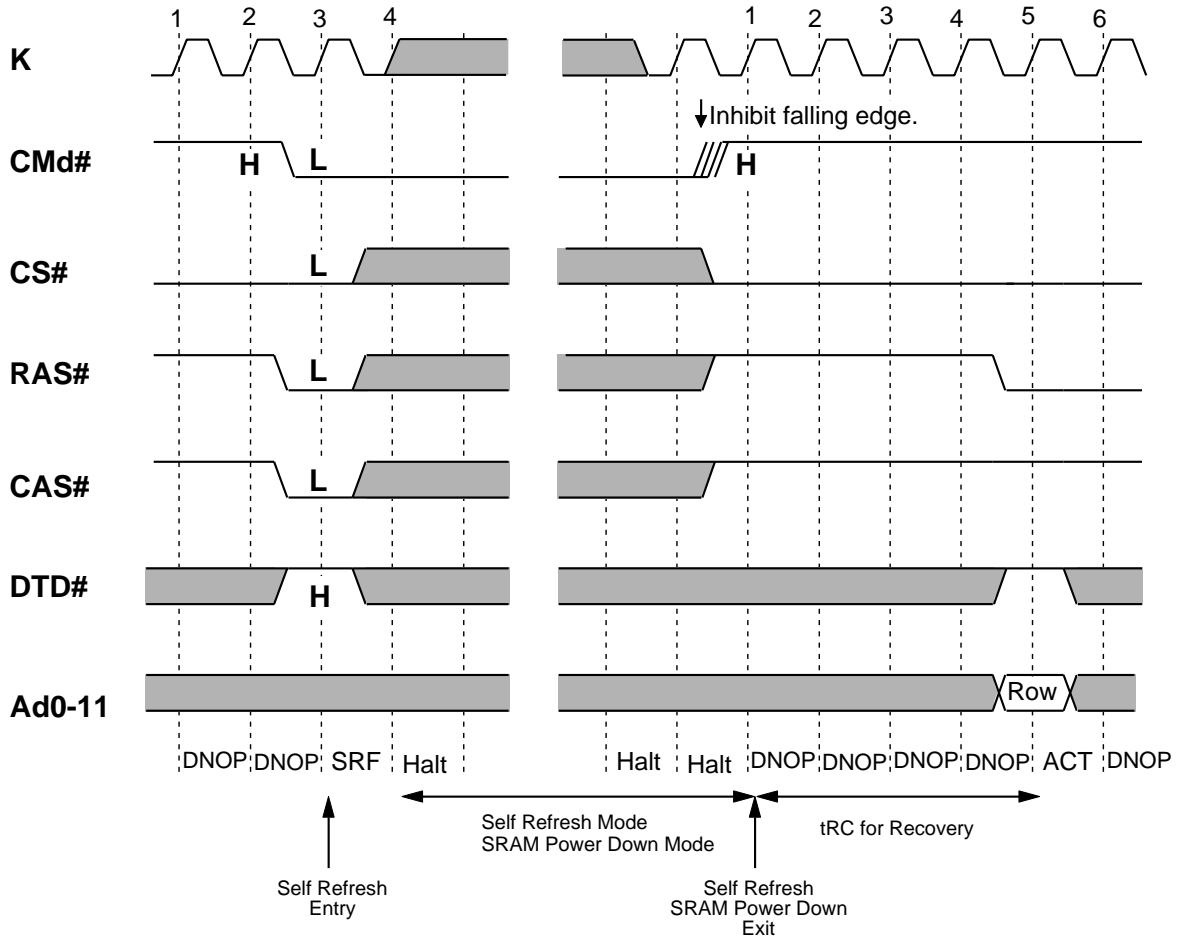 1 2 3 4 1 2 3 4 5 6
K
Inhibit falling edge.
CMd# H L H
CS# L
RAS# L
CAS# L
DTD# H
Ad0-11 Row
DNOP DNOP SRF Halt Halt Halt DNOP DNOP DNOP DNOP ACT DNOP
Self Refresh Mode
SRAM Power Down Mode
tRC for Recovery
Self Refresh
Entry
Self Refresh
SRAM Power Down
Exit